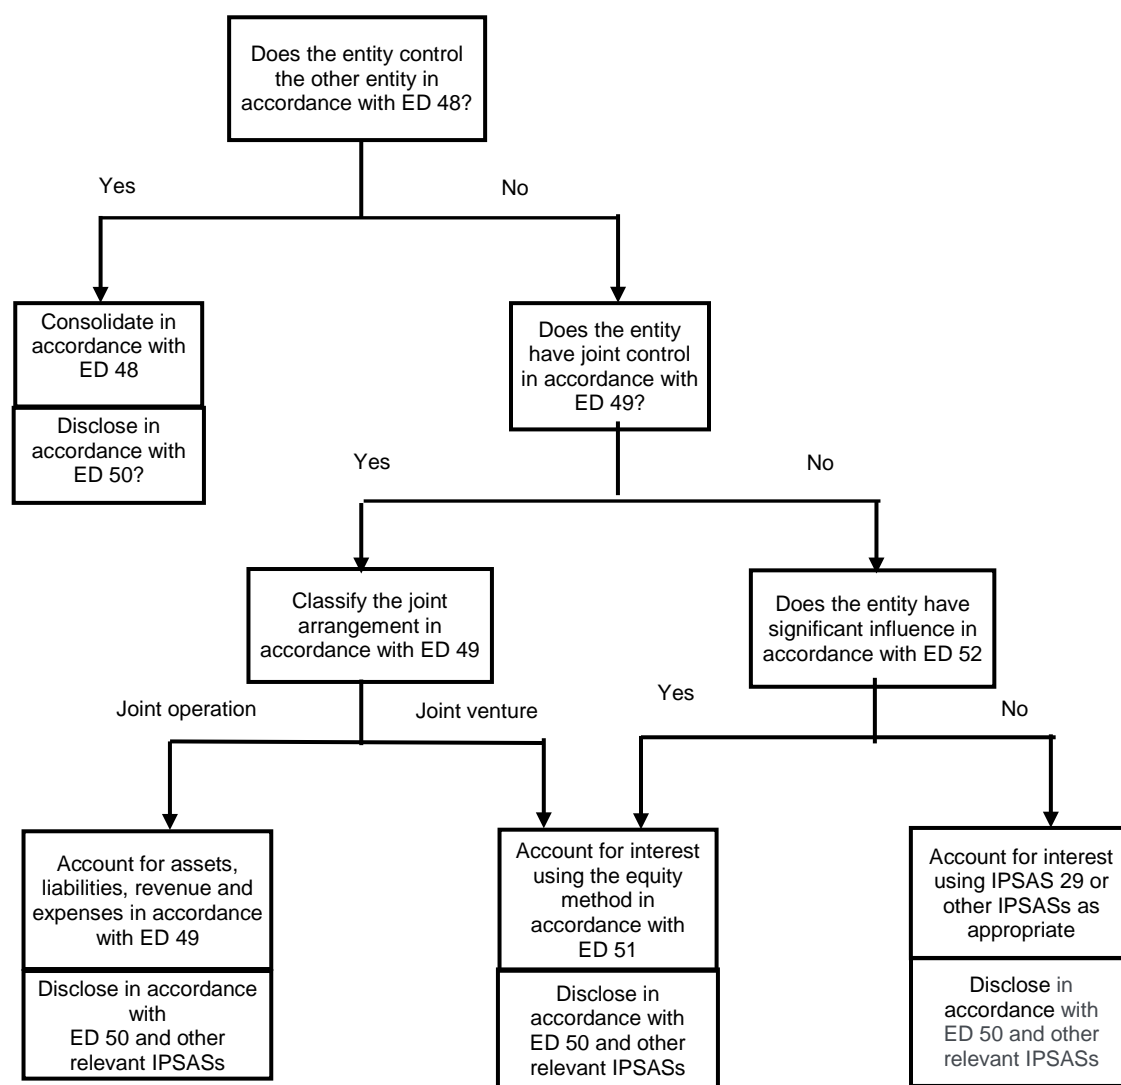 Does the entity control
the other entity in
accordance with ED 48?
Yes
No
Consolidate in
accordance with
ED 48
Disclose in
accordance with
ED 50?
Does the entity
have joint control
in accordance with
ED 49?
Yes
No
Classify the joint
arrangement in
accordance with ED 49
Does the entity have
significant influence in
accordance with ED 52
Joint operation
Joint venture
Yes
No
Account for assets,
liabilities, revenue and
expenses in accordance
with ED 49
Disclose in accordance
with
ED 50 and other
relevant IPSASs
Account for interest
using the equity
method in
accordance with
ED 51
Disclose in
accordance with
ED 50 and other
relevant IPSASs
Account for interest
using IPSAS 29 or
other IPSASs as
appropriate
Disclose in
accordance with
ED 50 and other
relevant IPSASs